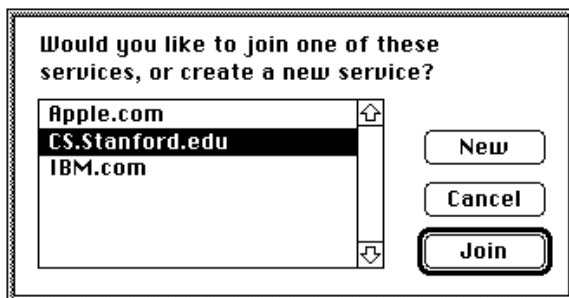 Would you like to join one of these
services, or create a new service?
Apple.com
CS.Stanford.edu
IBM.com
New
Cancel
Join